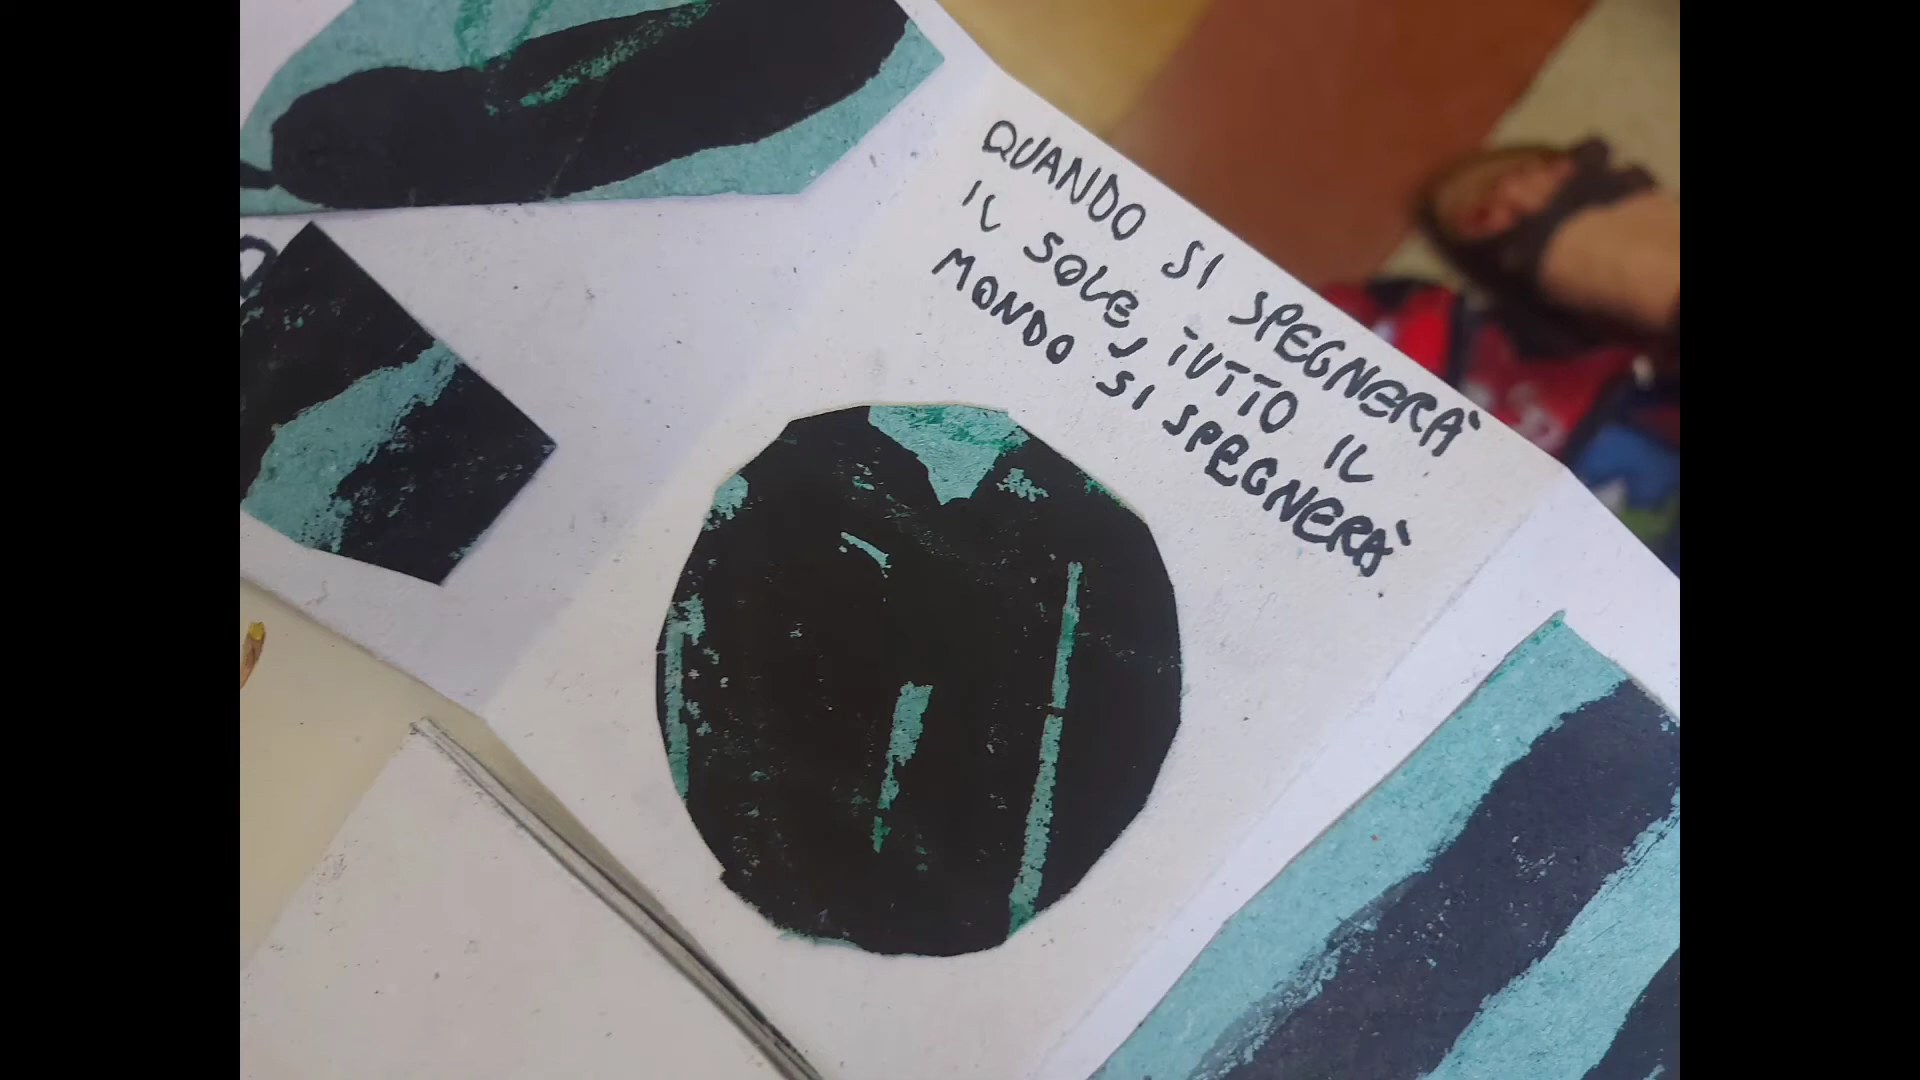 QUANDO SI SPEGNERÀ
IL SOLE, TUTTO IL
MONDO SI SPEGNERÀ